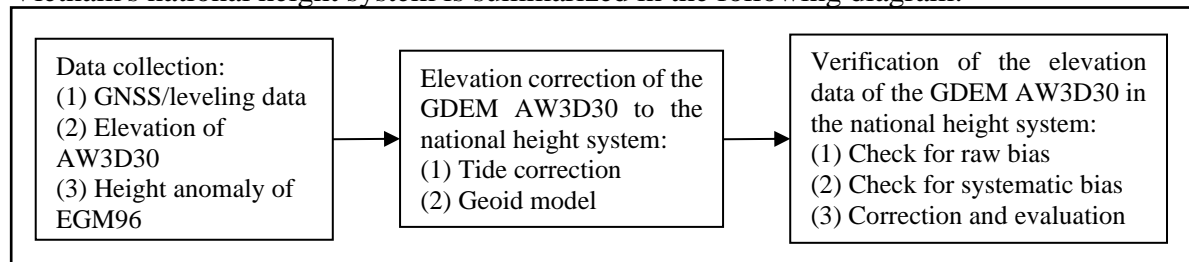 Vietnam's national height system is summarized in the following diagram:
Data collection:
(1) GNSS/leveling data
(2) Elevation of
AW3D30
(3) Height anomaly of
EGM96
Elevation correction of the
GDEM AW3D30 to the
national height system:
(1) Tide correction
(2) Geoid model
Verification of the elevation
data of the GDEM AW3D30 in
the national height system:
(1) Check for raw bias
(2) Check for systematic bias
(3) Correction and evaluation